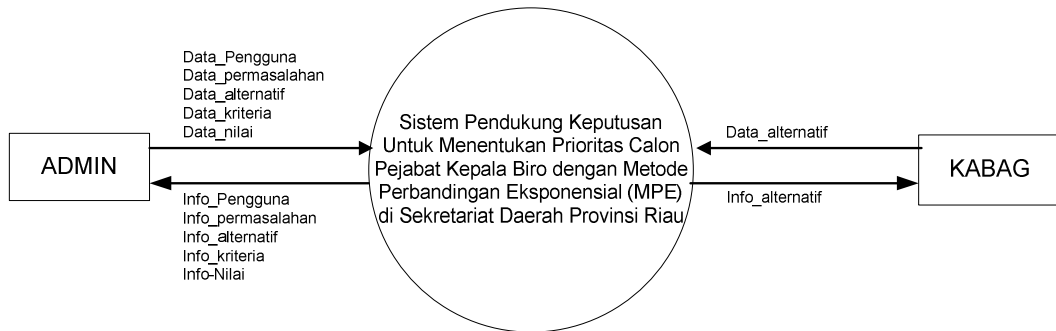 Data_Pengguna
Data_permasalahan
Data_alternatif
Data_kriteria
Data_nilai
ADMIN
Info_Pengguna
Info_permasalahan
Info_alternatif
Info_kriteria
Info-Nilai
Sistem Pendukung Keputusan
Untuk Menentukan Prioritas Calon
Pejabat Kepala Biro dengan Metode
Perbandingan Eksponensial (MPE)
di Sekretariat Daerah Provinsi Riau
Data_alternatif
Info_alternatif
KABAG